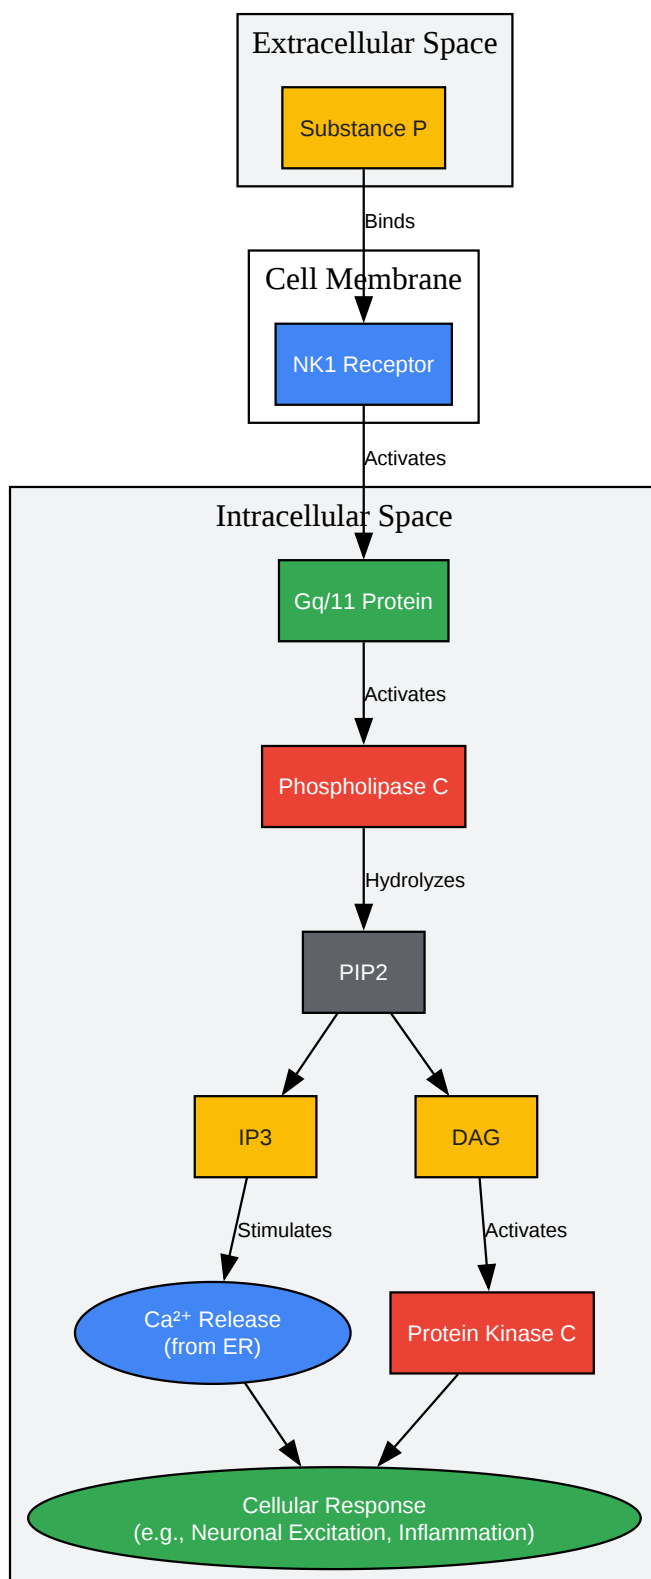 Extracellular Space
Substance P
Binds
Cell Membrane
NK1 Receptor
Activates
Intracellular Space
Gq/11 Protein
Activates
Phospholipase C
Hydrolyzes
PIP2
IP3
DAG
Stimulates
Activates
Ca²⁺ Release
(from ER)
Protein Kinase C
Cellular Response
(e.g., Neuronal Excitation, Inflammation)